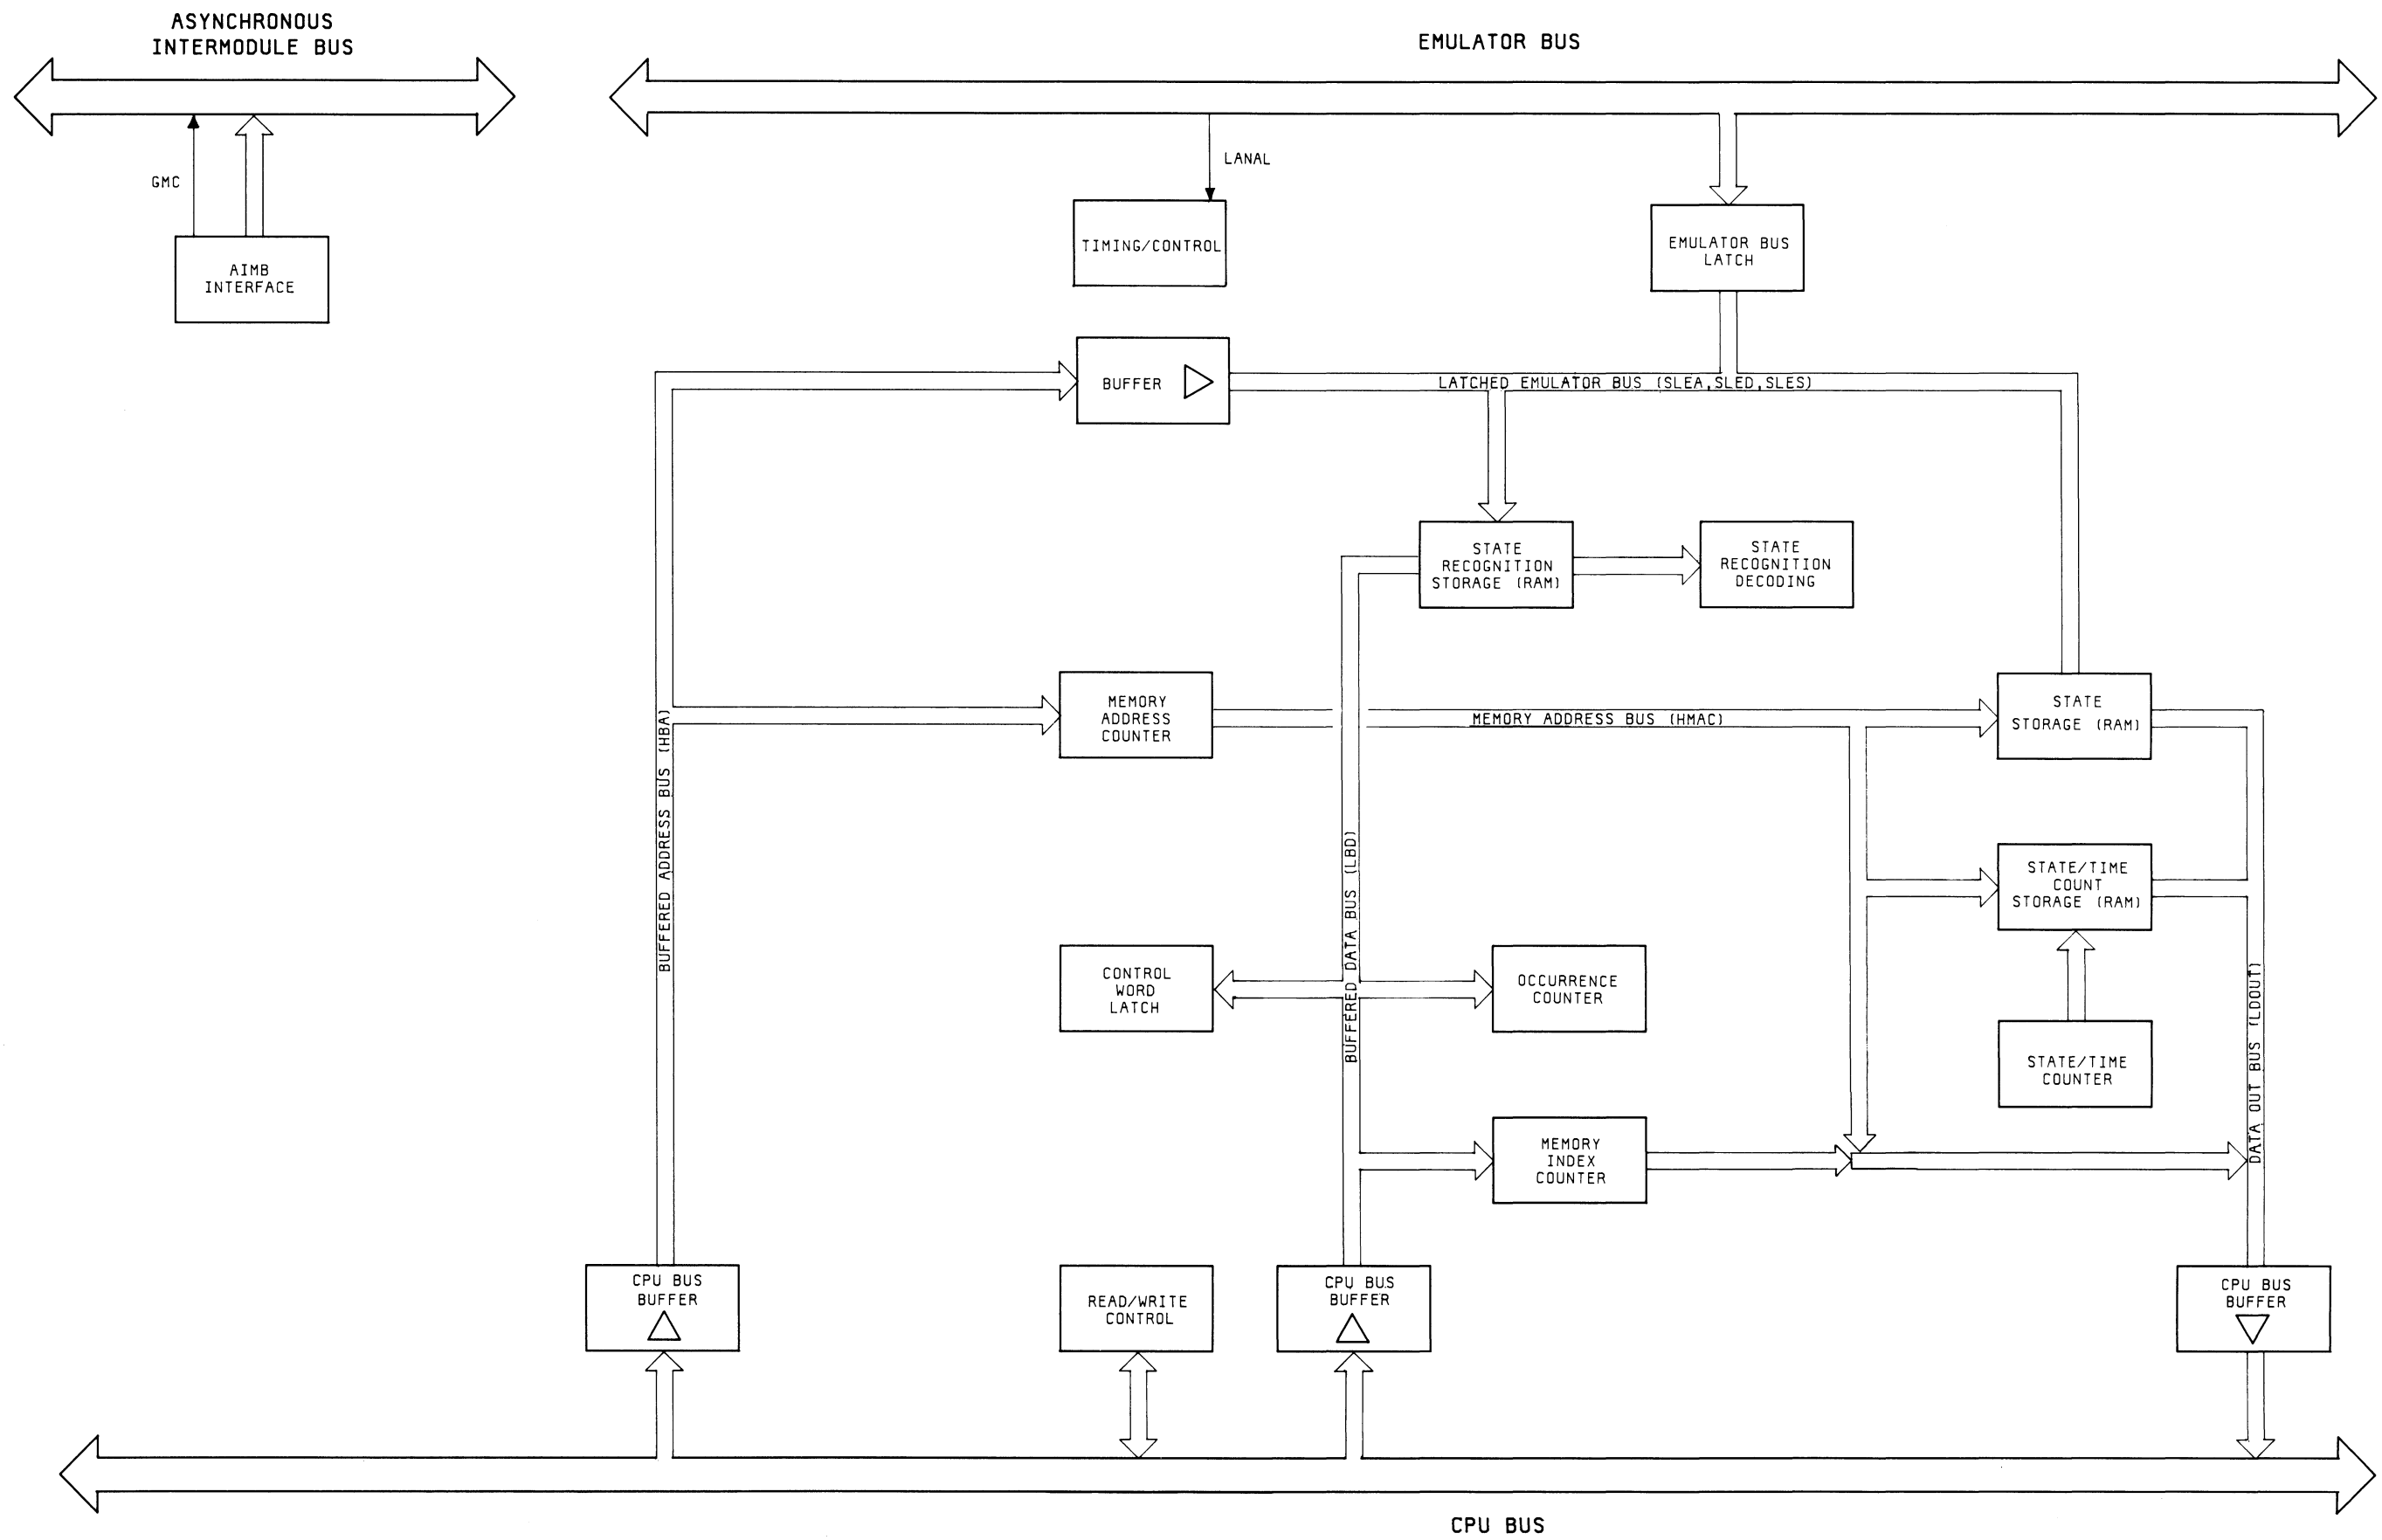 ASYNCHRONOUS
INTERMODULE BUS
EMULATOR BUS
GMC
LANAL
AIMB
INTERFACE
TIMING/CONTROL
EMULATOR BUS
LATCH
BUFFER
LATCHED EMULATOR BUS (SLEA,SLED,SLES)
STATE
RECOGNITION
STORAGE (RAM)
STATE
RECOGNITION
DECODING
MEMORY
ADDRESS
COUNTER
MEMORY ADDRESS BUS (HMAC)
STATE
STORAGE (RAM)
BUFFERED ADDRESS BUS (HBA)
BUFFERED DATA BUS (LBD)
STATE/TIME
COUNT
STORAGE (RAM)
CONTROL
WORD
LATCH
OCCURRENCE
COUNTER
STATE/TIME
COUNTER
DATA OUT BUS (LDOUT)
MEMORY
INDEX
COUNTER
CPU BUS
BUFFER
READ/WRITE
CONTROL
CPU BUS
BUFFER
CPU BUS
BUFFER
CPU BUS